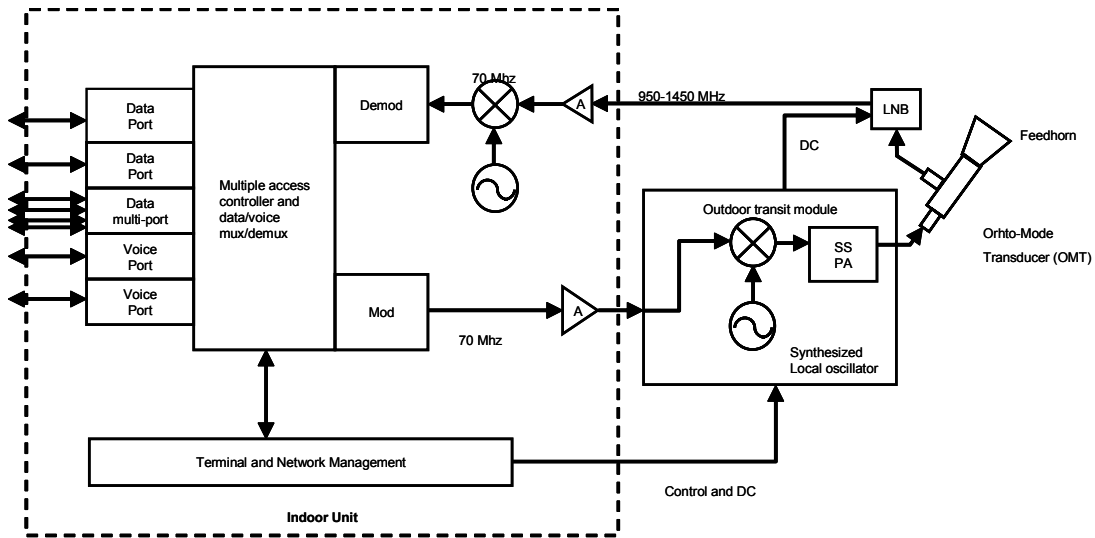 70 Mhz
A
950-1450 MHz
LNB
Feedhorn
Data
Port
Demod
DC
Data
Port
Multiple access
controller and
data/voice
mux/demux
Data
multi-port
Outdoor transit module
SS
PA
Orhto-Mode
Transducer (OMT)
Voice
Port
Voice
Port
Mod
A
70 Mhz
Synthesized
Local oscillator
Terminal and Network Management
Control and DC
Indoor Unit